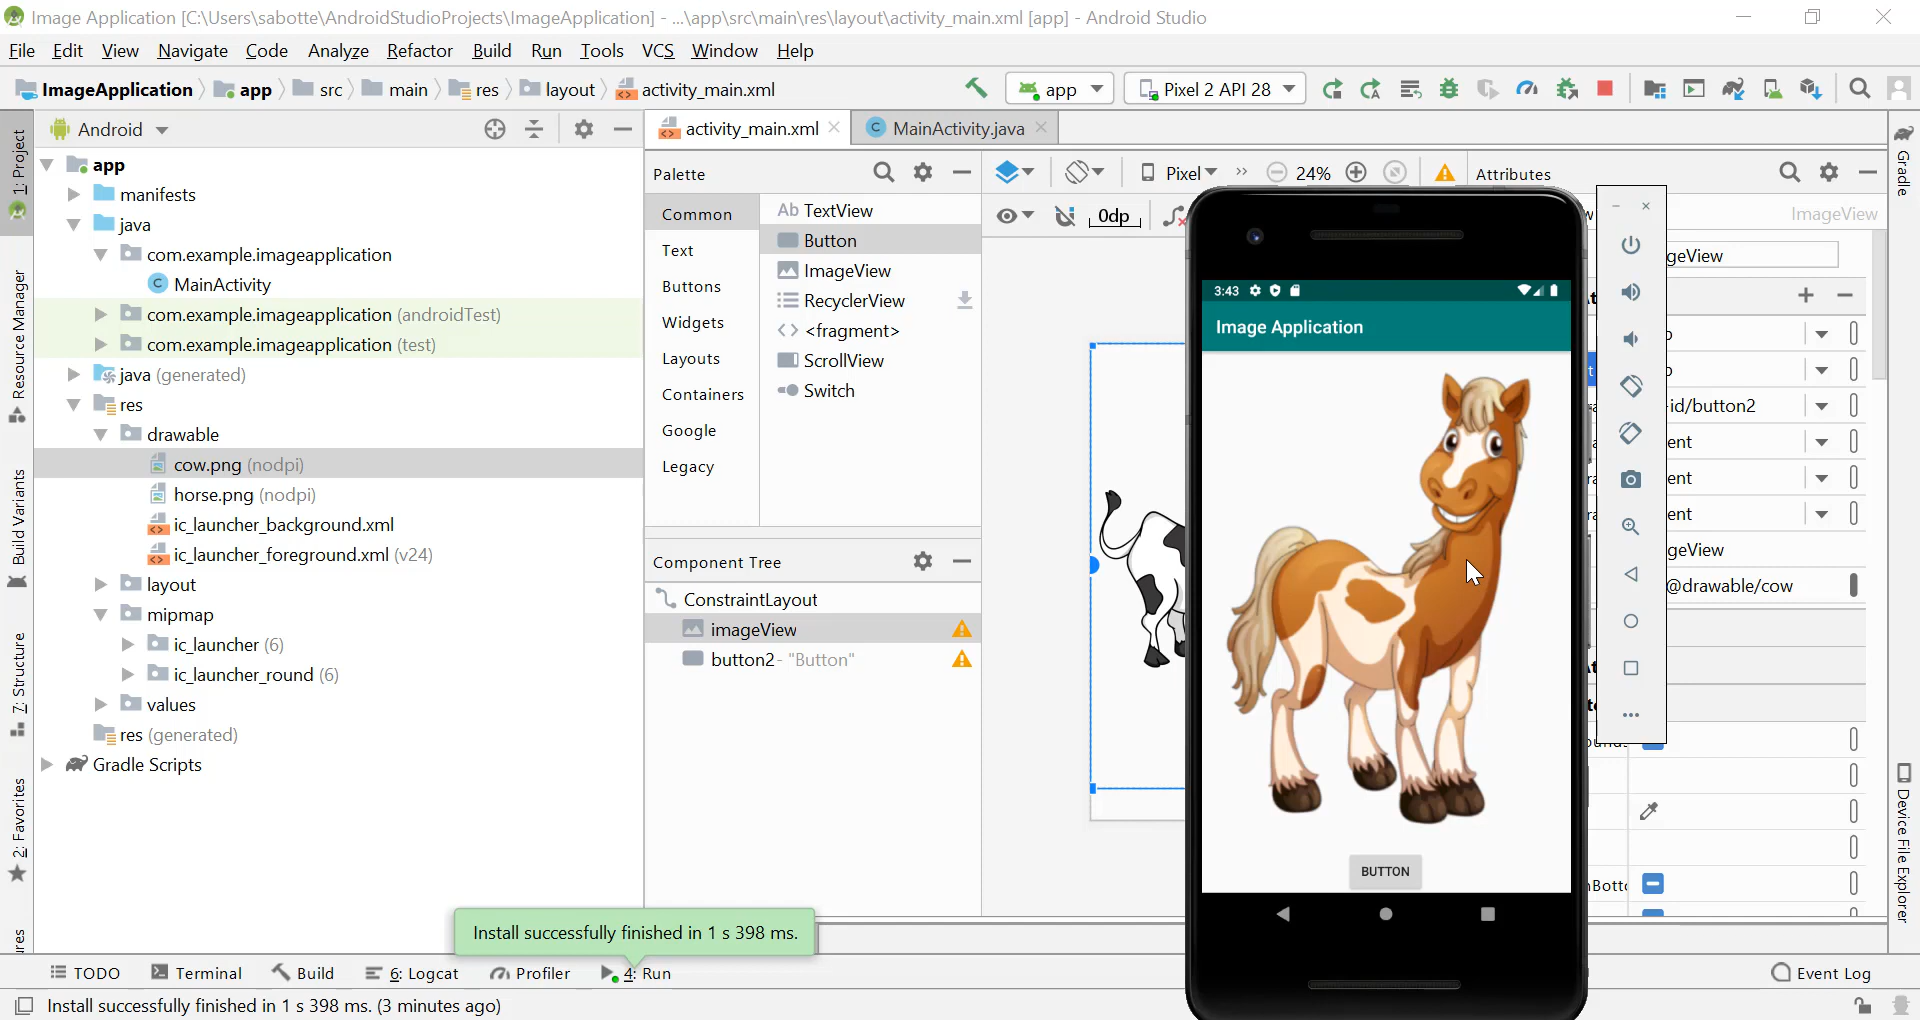 Image Application [C:\Users\sabotte\AndroidStudioProjects\ImageApplication] - ...\app\src\main\res\layout\activity_main.xml [app] - Android Studio
File Edit View Navigate Code Analyze Refactor Build Run Tools VCS Window Help
ImageApplication app src main res layout activity_main.xml app Pixel 2 API 28
1: Project
Resource Manager
Build Variants
7: Structure
2: Favorites
Android
app
manifests
java
com.example.imageapplication
MainActivity
com.example.imageapplication (androidTest)
com.example.imageapplication (test)
java (generated)
res
drawable
cow.png (nodpi)
horse.png (nodpi)
ic_launcher_background.xml
ic_launcher_foreground.xml (v24)
layout
mipmap
ic_launcher (6)
ic_launcher_round (6)
values
res (generated)
Gradle Scripts
activity_main.xml MainActivity.java
Palette
Common
Text
Buttons
Widgets
Layouts
Containers
Google
Legacy
Ab TextView
Button
ImageView
RecyclerView
<fragment>
ScrollView
Switch
Component Tree
ConstraintLayout
imageView
button2 - "Button"
Pixel 24%
0dp
3:43
Image Application
BUTTON
Attributes
ImageView
geView
id/button2
ent
ent
ent
geView
@drawable/cow
Gradle
Device File Explorer
Install successfully finished in 1 s 398 ms.
TODO Terminal Build 6: Logcat Profiler 4: Run Event Log
Install successfully finished in 1 s 398 ms. (3 minutes ago)